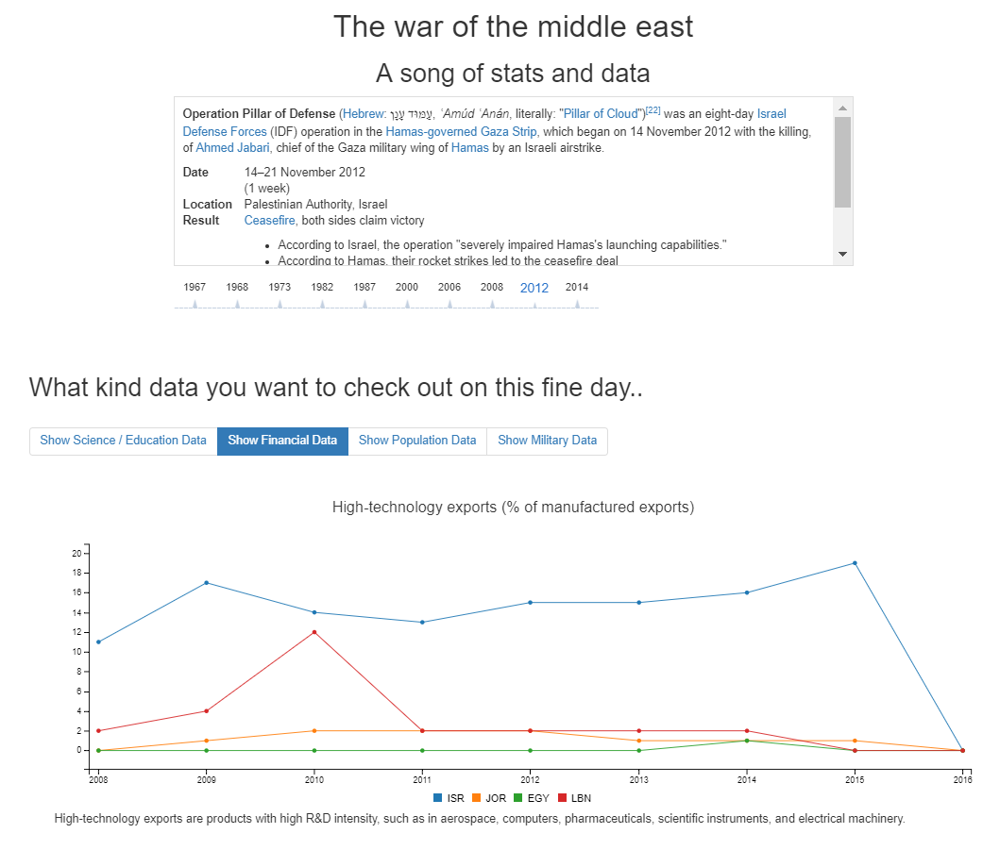 The war of the middle east
A song of stats and data
Operation Pillar of Defense (Hebrew: עַמּוּד עָנָן, ʿAmúd ʿAnán, literally: "Pillar of Cloud")[22] was an eight-day Israel
Defense Forces (IDF) operation in the Hamas-governed Gaza Strip, which began on 14 November 2012 with the killing,
of Ahmed Jabari, chief of the Gaza military wing of Hamas by an Israeli airstrike.
Date 14–21 November 2012
(1 week)
Location Palestinian Authority, Israel
Result Ceasefire, both sides claim victory
• According to Israel, the operation "severely impaired Hamas's launching capabilities."
• According to Hamas, their rocket strikes led to the ceasefire deal
1967 1968 1973 1982 1987 2000 2006 2008 2012 2014
What kind data you want to check out on this fine day..
Show Science / Education Data Show Financial Data Show Population Data Show Military Data
High-technology exports (% of manufactured exports)
20
18
16
14
12
10
8
6
4
2
0
2008 2009 2010 2011 2012 2013 2014 2015 2016
ISR JOR EGY LBN
High-technology exports are products with high R&D intensity, such as in aerospace, computers, pharmaceuticals, scientific instruments, and electrical machinery.